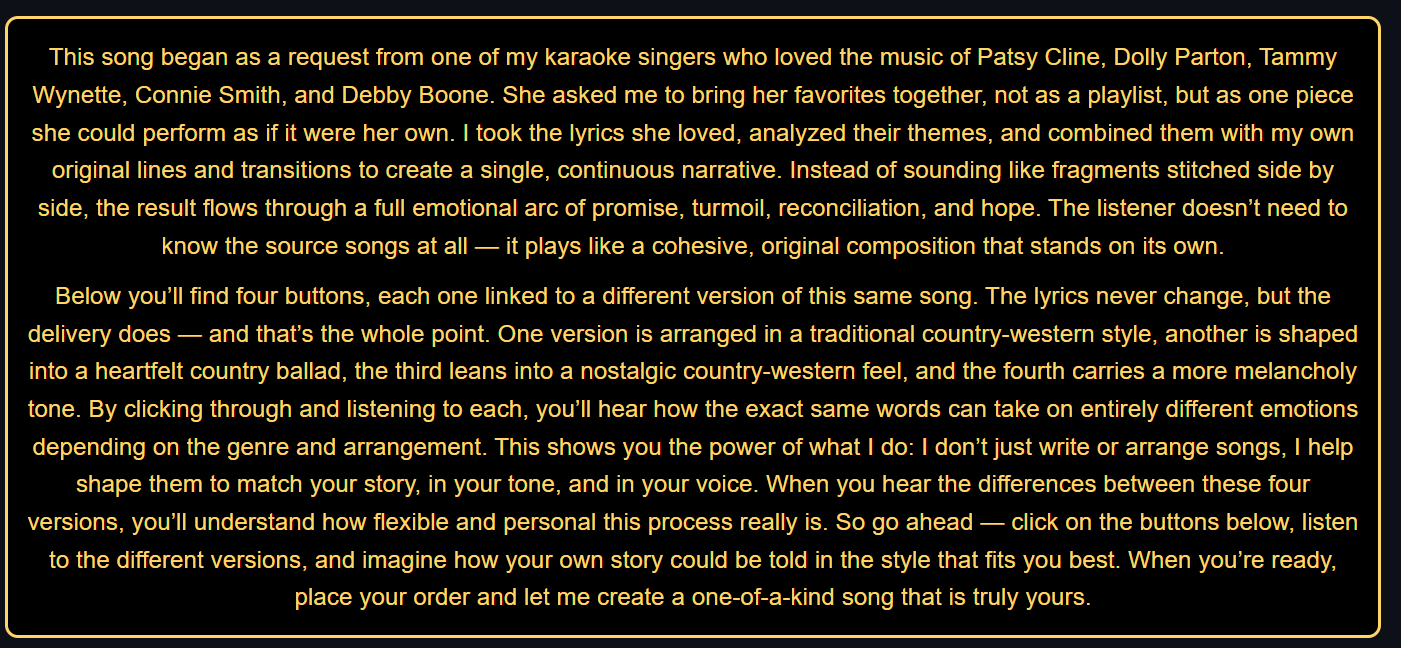 This song began as a request from one of my karaoke singers who loved the music of Patsy Cline, Dolly Parton, Tammy
Wynette, Connie Smith, and Debby Boone. She asked me to bring her favorites together, not as a playlist, but as one piece
she could perform as if it were her own. I took the lyrics she loved, analyzed their themes, and combined them with my own
original lines and transitions to create a single, continuous narrative. Instead of sounding like fragments stitched side by
side, the result flows through a full emotional arc of promise, turmoil, reconciliation, and hope. The listener doesn’t need to
know the source songs at all — it plays like a cohesive, original composition that stands on its own.
Below you’ll find four buttons, each one linked to a different version of this same song. The lyrics never change, but the
delivery does — and that’s the whole point. One version is arranged in a traditional country-western style, another is shaped
into a heartfelt country ballad, the third leans into a nostalgic country-western feel, and the fourth carries a more melancholy
tone. By clicking through and listening to each, you’ll hear how the exact same words can take on entirely different emotions
depending on the genre and arrangement. This shows you the power of what I do: I don’t just write or arrange songs, I help
shape them to match your story, in your tone, and in your voice. When you hear the differences between these four
versions, you’ll understand how flexible and personal this process really is. So go ahead — click on the buttons below, listen
to the different versions, and imagine how your own story could be told in the style that fits you best. When you’re ready,
place your order and let me create a one-of-a-kind song that is truly yours.